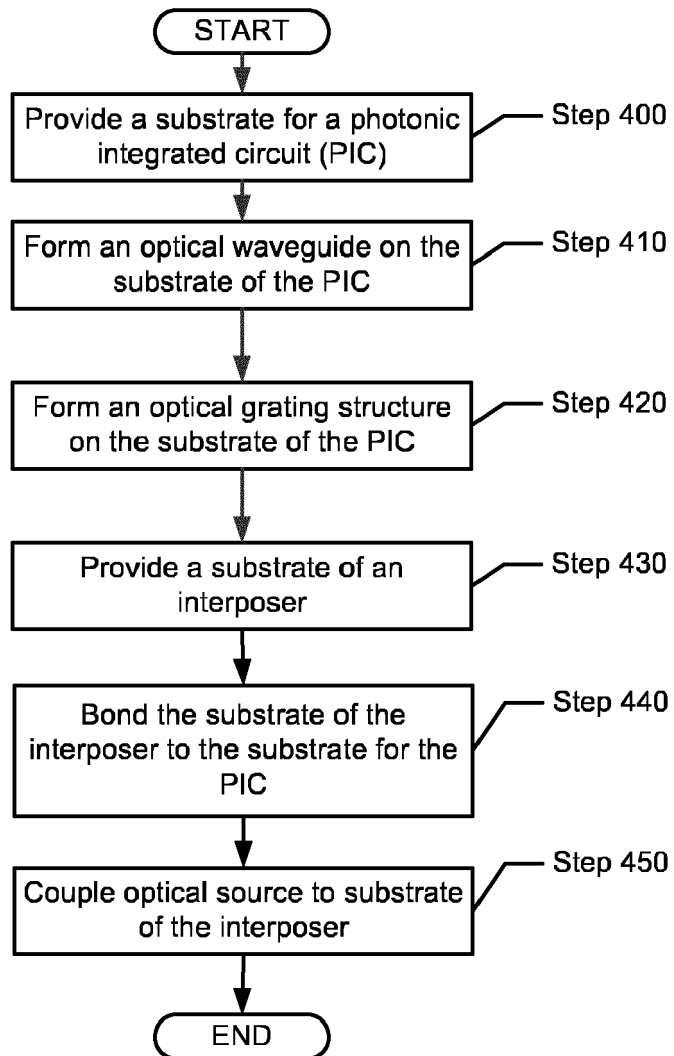 START
Provide a substrate for a photonic
integrated circuit (PIC)
Step 400
Form an optical waveguide on the
substrate of the PIC
Step 410
Form an optical grating structure
on the substrate of the PIC
Step 420
Provide a substrate of an
interposer
Step 430
Bond the substrate of the
interposer to the substrate for the
PIC
Step 440
Couple optical source to substrate
of the interposer
Step 450
END